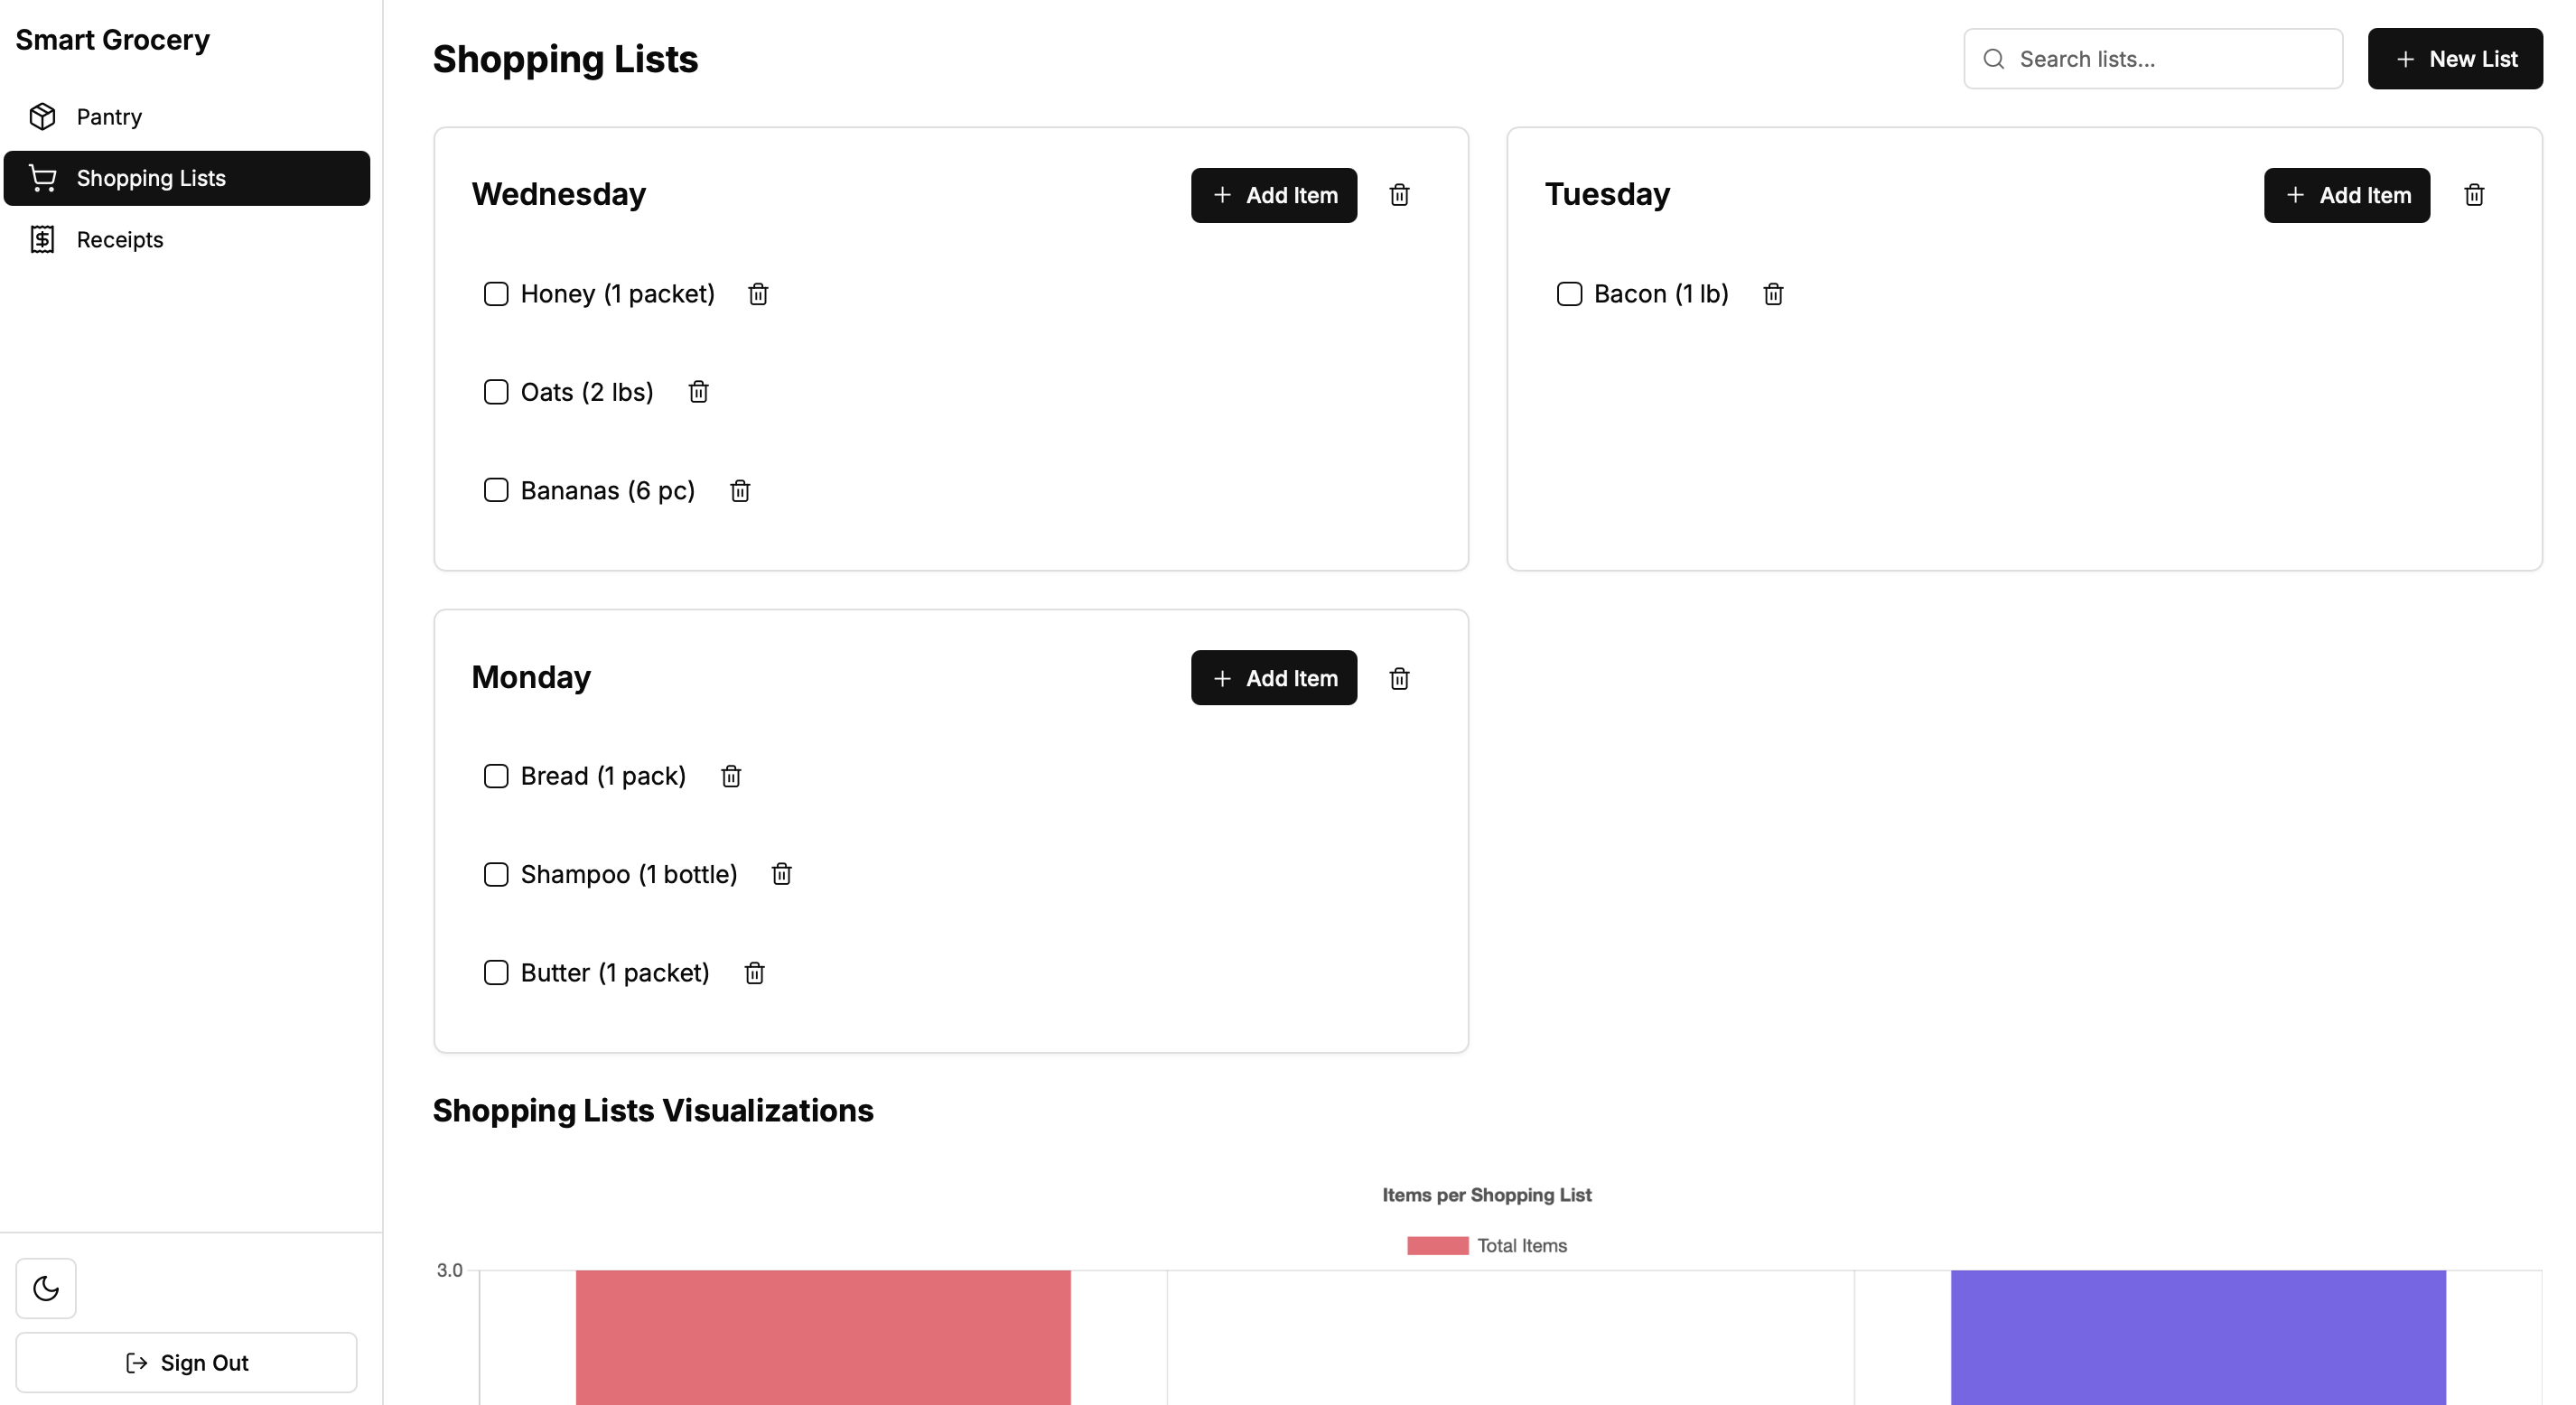 Smart Grocery
Pantry
Shopping Lists
Receipts
Sign Out
Shopping Lists
Search lists...
New List
Wednesday
Add Item
Honey (1 packet)
Oats (2 lbs)
Bananas (6 pc)
Tuesday
Add Item
Bacon (1 lb)
Monday
Add Item
Bread (1 pack)
Shampoo (1 bottle)
Butter (1 packet)
Shopping Lists Visualizations
Items per Shopping List
Total Items
3.0